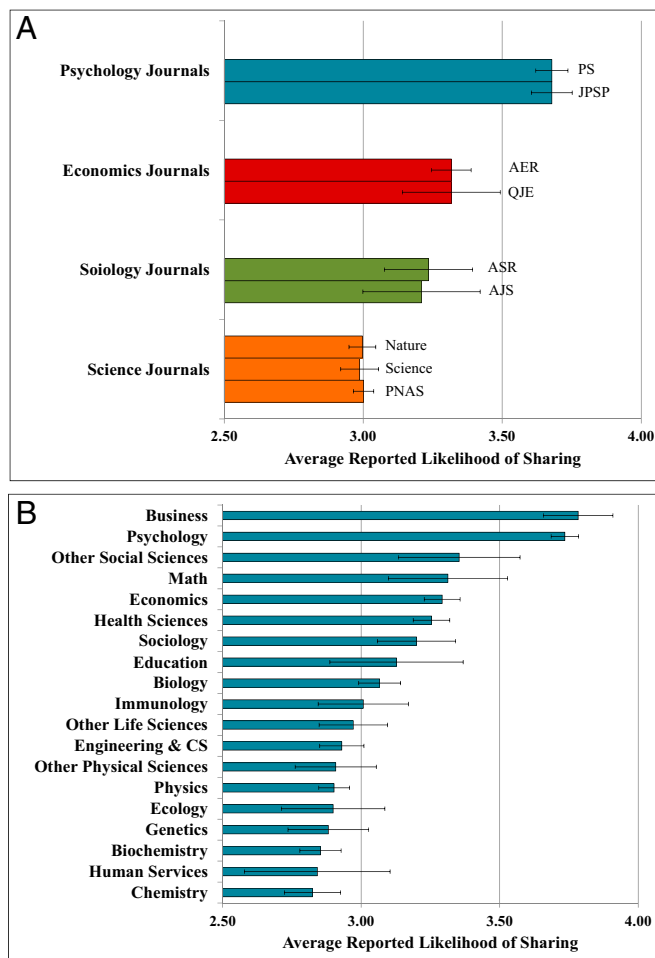 A
Psychology Journals
PS
JPSP
Economics Journals
AER
QJE
Soiology Journals
ASR
AJS
Science Journals
Nature
Science
PNAS
2.50 3.00 3.50 4.00
Average Reported Likelihood of Sharing
B
Business
Psychology
Other Social Sciences
Math
Economics
Health Sciences
Sociology
Education
Biology
Immunology
Other Life Sciences
Engineering & CS
Other Physical Sciences
Physics
Ecology
Genetics
Biochemistry
Human Services
Chemistry
2.50 3.00 3.50 4.00
Average Reported Likelihood of Sharing